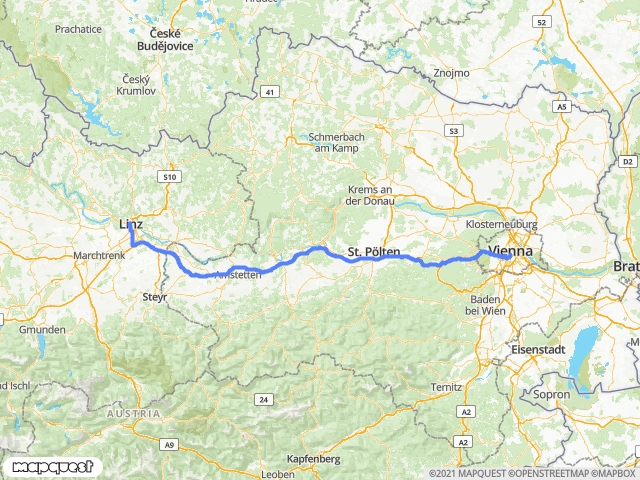 Prachatice
České
Budějovice
S2
Znojmo
Český
Krumlov
41
A5
S3
Schmerbach
am Kamp
D2
S10
Krems an
der Donau
Linz
Klosterneuburg
Marchtrenk
St. Pölten
Vienna
Amstetten
Brat
Steyr
Baden
bei Wien
Gmunden
Eisenstadt
Ternitz
d Ischl
Sopron
24
AUSTRIA
A2
A9
A2
Kapfenberg
Leoben
mapquest
©2021 MAPQUEST ©OPENSTREETMAP ©MAPBOX